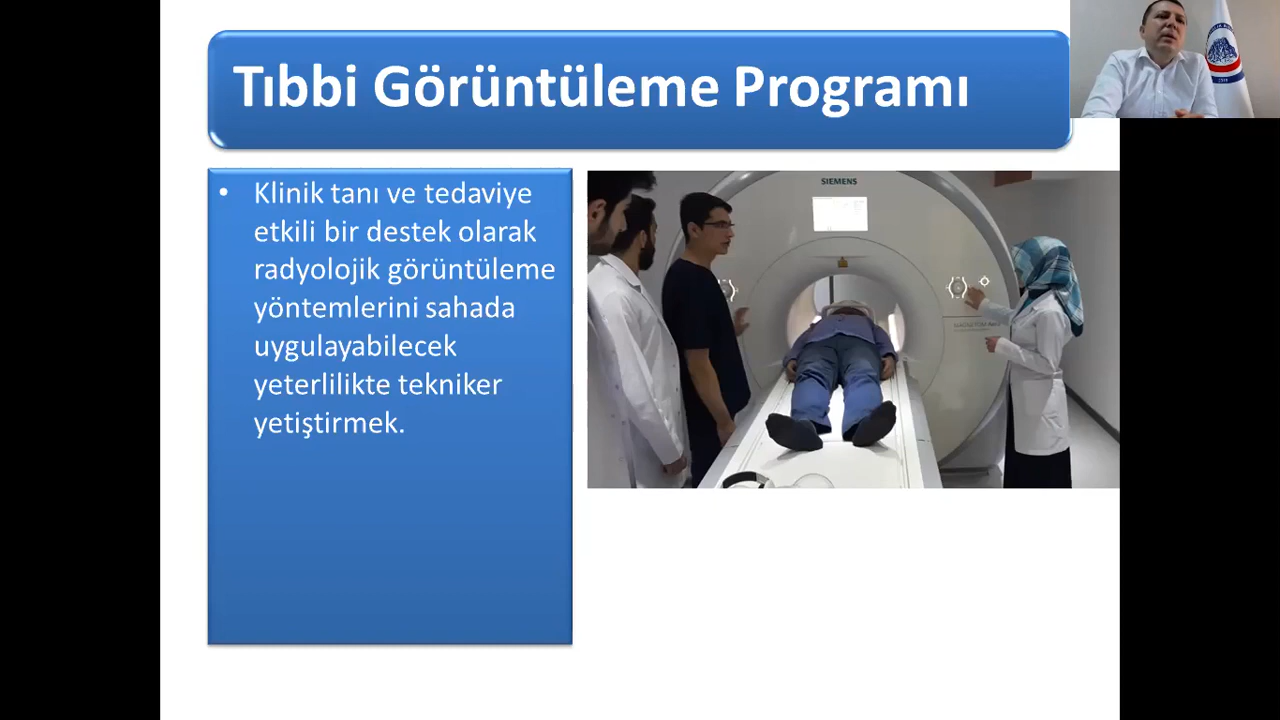 Tıbbi Görüntüleme Programı
• Klinik tanı ve tedaviye
etkili bir destek olarak
radyolojik görüntüleme
yöntemlerini sahada
uygulayabilecek
yeterlilikte tekniker
yetiştirmek.
SIEMENS